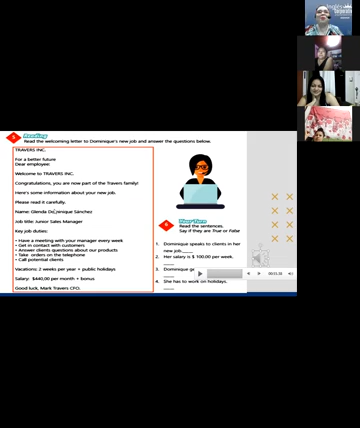 Reading
Read the welcoming letter to Dominique's new job and answer the questions below.
TRAVERS INC.
For a better future
Dear employee:
Welcome to TRAVERS INC.
Congratulations, you are now part of the Travers family!
Here's some information about your new job,
Please read it carefully.
Name: Glenda Dominique Sánchez
Job title: Junior Sales Manager
Key job duties:
• Have a meeting with your manager every week
• Get in contact with customers
• Answer clients questions about our products
• Take orders on the telephone
• Call potential clients
Vacations: 2 weeks per year + public holidays
Salary: $440,00 per month + bonus
Good luck, Mark Travers CFO.
Your Turn
Read the sentences.
Say if they are True or False
1. Dominique speaks to clients in her
new job.____
2. Her salary is $ 100.00 per week.
____
3. Dominique
____
4. She has to work on holidays.
____